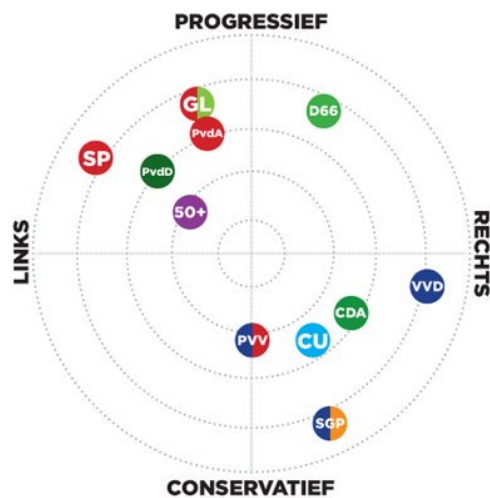 PROGRESSIEF
GL
D66
PvdA
SP
PvdD
50+
LINKS
RECHTS
VVD
CDA
PVV
CU
SGP
CONSERVATIEF